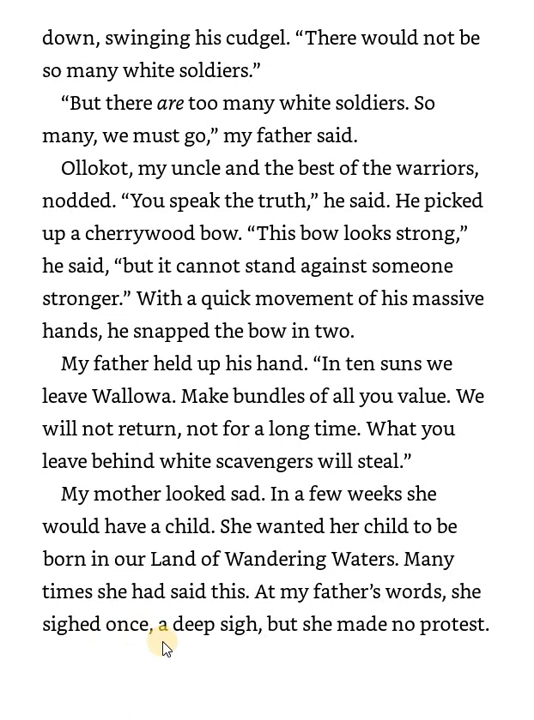 down, swinging his cudgel. “There would not be
so many white soldiers.”
“But there are too many white soldiers. So
many, we must go,” my father said.
Ollokot, my uncle and the best of the warriors,
nodded. “You speak the truth,” he said. He picked
up a cherrywood bow. “This bow looks strong,”
he said, “but it cannot stand against someone
stronger.” With a quick movement of his massive
hands, he snapped the bow in two.
My father held up his hand. “In ten suns we
leave Wallowa. Make bundles of all you value. We
will not return, not for a long time. What you
leave behind white scavengers will steal.”
My mother looked sad. In a few weeks she
would have a child. She wanted her child to be
born in our Land of Wandering Waters. Many
times she had said this. At my father’s words, she
sighed once, a deep sigh, but she made no protest.